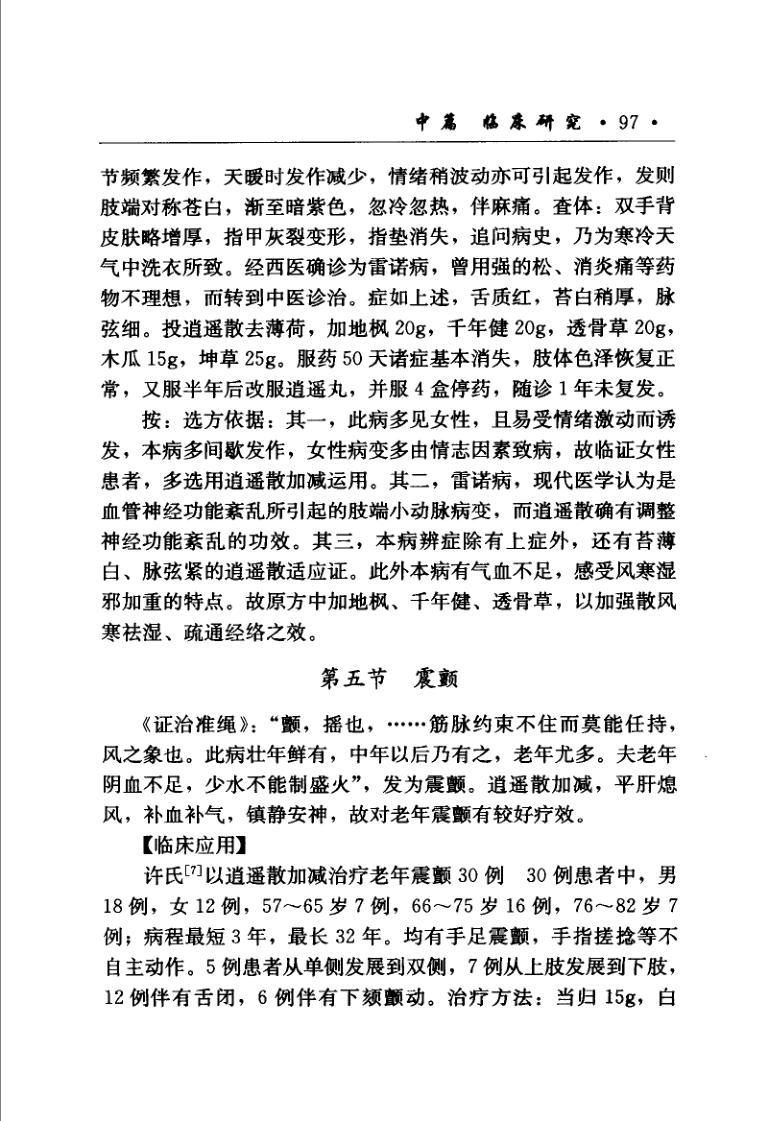 中篇 临床研究 ·97·
节频繁发作，天暖时发作减少，情绪稍波动亦可引起发作，发则
肢端对称苍白，渐至暗紫色，忽冷忽热，伴麻痛。查体：双手背
皮肤略增厚，指甲灰裂变形，指垫消失，追问病史，乃为寒冷天
气中洗衣所致。经西医确诊为雷诺病，曾用强的松、消炎痛等药
物不理想，而转到中医诊治。症如上述，舌质红，苔白稍厚，脉
弦细。投逍遥散去薄荷，加地枫 20g，千年健 20g，透骨草 20g，
木瓜 15g，坤草 25g。服药 50 天诸症基本消失，肢体色泽恢复正
常，又服半年后改服逍遥丸，并服 4 盒停药，随诊 1 年未复发。
按：选方依据：其一，此病多见女性，且易受情绪激动而诱
发，本病多间歇发作，女性病变多由情志因素致病，故临证女性
患者，多选用逍遥散加减运用。其二，雷诺病，现代医学认为是
血管神经功能紊乱所引起的肢端小动脉病变，而逍遥散确有调整
神经功能紊乱的功效。其三，本病辨症除有上症外，还有苔薄
白、脉弦紧的逍遥散适应证。此外本病有气血不足，感受风寒湿
邪加重的特点。故原方中加地枫、千年健、透骨草，以加强散风
寒祛湿、疏通经络之效。
第五节 震颤
《证治准绳》：“颤，摇也，……筋脉约束不住而莫能任持，
风之象也。此病壮年鲜有，中年以后乃有之，老年尤多。夫老年
阴血不足，少水不能制盛火”，发为震颤。逍遥散加减，平肝熄
风，补血补气，镇静安神，故对老年震颤有较好疗效。
【临床应用】
许氏[7]以逍遥散加减治疗老年震颤 30 例 30 例患者中，男
18 例，女 12 例，57～65 岁 7 例，66～75 岁 16 例，76～82 岁 7
例；病程最短 3 年，最长 32 年。均有手足震颤，手指搓捻等不
自主动作。5 例患者从单侧发展到双侧，7 例从上肢发展到下肢，
12 例伴有舌闭，6 例伴有下颏颤动。治疗方法：当归 15g，白